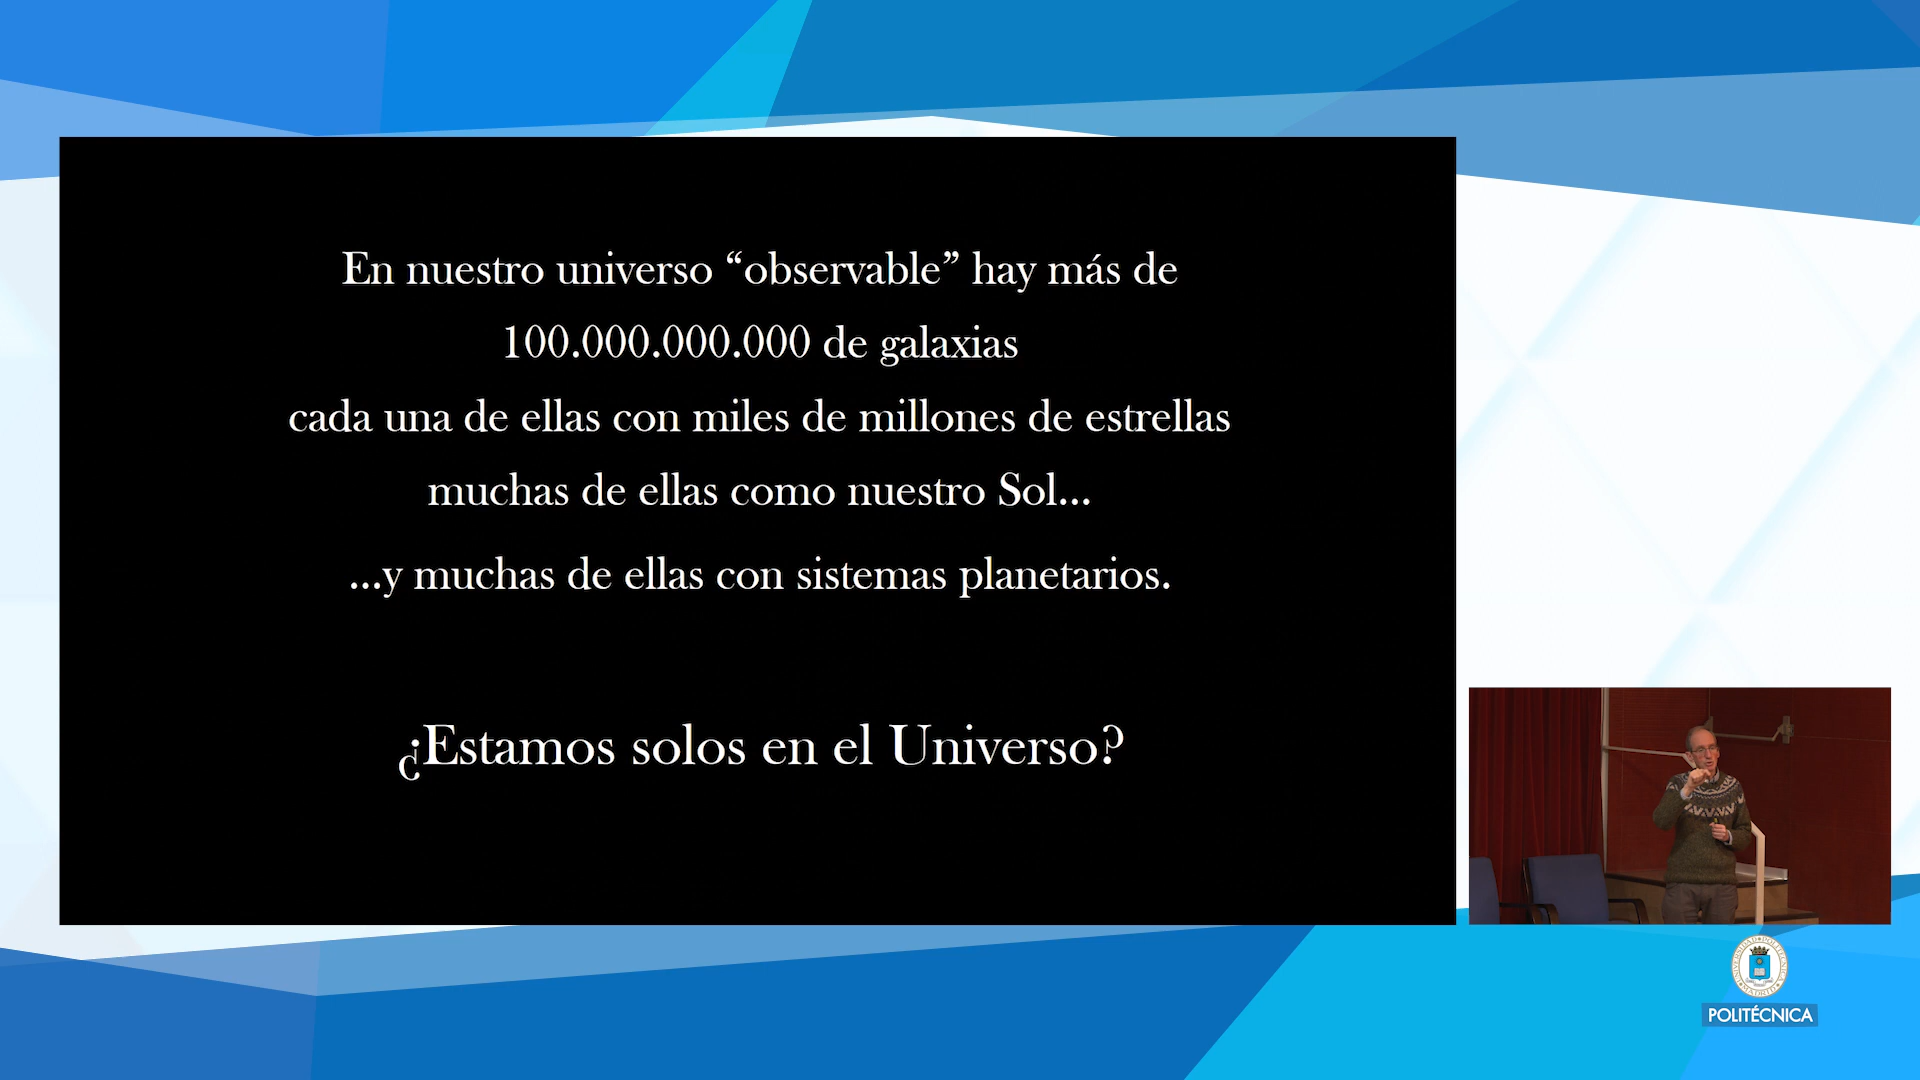 En nuestro universo “observable” hay más de
100.000.000.000 de galaxias
cada una de ellas con miles de millones de estrellas
muchas de ellas como nuestro Sol...
...y muchas de ellas con sistemas planetarios.
¿Estamos solos en el Universo?
POLITÉCNICA